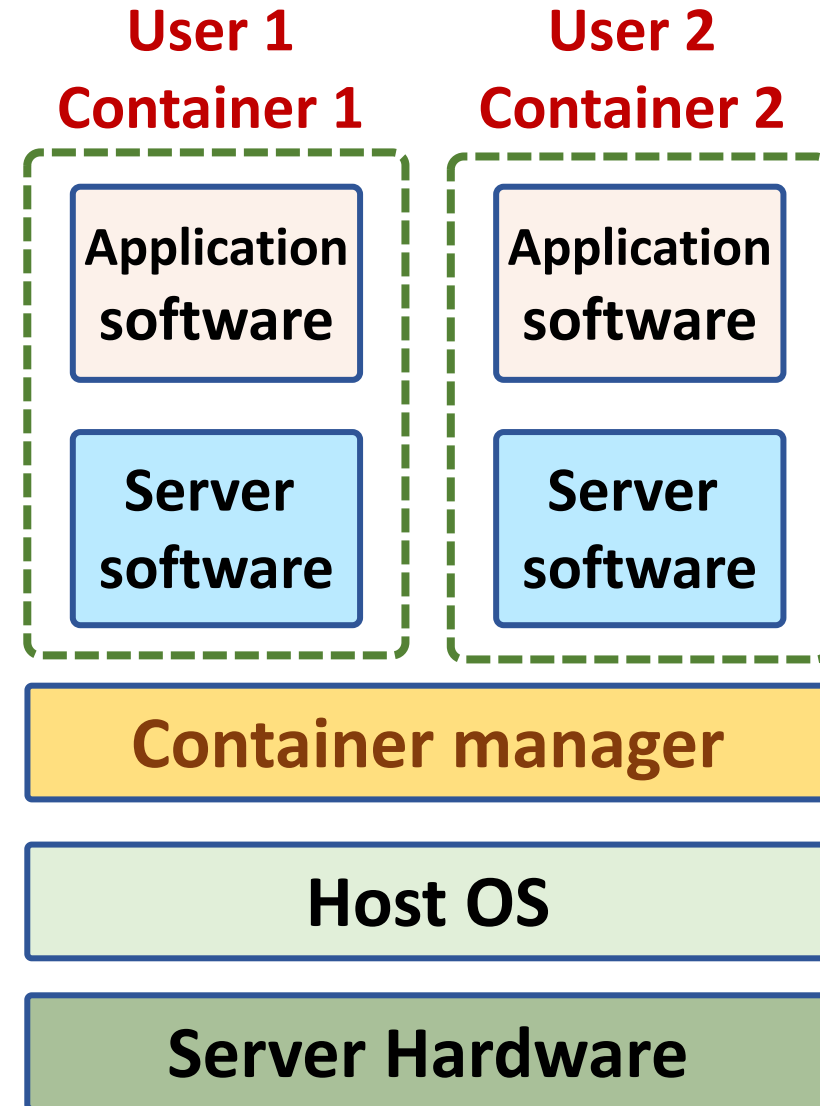 User 1
Container 1
User 2
Container 2
Application
software
Server
software
Application
software
Server
software
Container manager
Host OS
Server Hardware